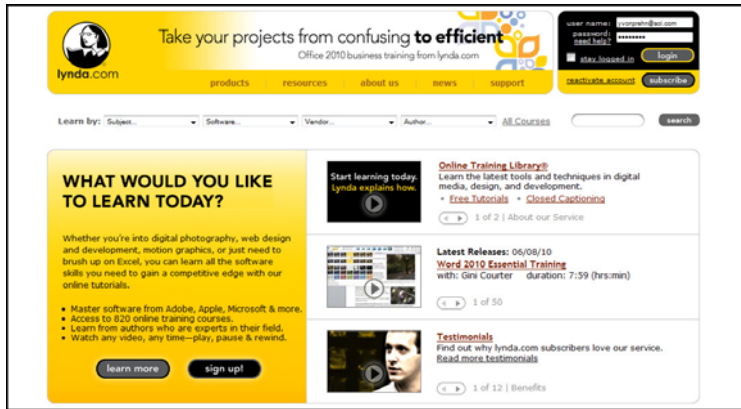 lynda.com
Take your projects from confusing to efficient
Office 2010 business training from lynda.com
products resources about us news support
user name: yvonprehn@aol.com
password: ••••••••
need help?
stay logged in login
reactivate account subscribe
Learn by: Subject... Software... Vendor... Author... All Courses search
WHAT WOULD YOU LIKE
TO LEARN TODAY?
Whether you're into digital photography, web design
and development, motion graphics, or just need to
brush up on Excel, you can learn all the software
skills you need to gain a competitive edge with our
online tutorials.
• Master software from Adobe, Apple, Microsoft & more.
• Access to 820 online training courses.
• Learn from authors who are experts in their field.
• Watch any video, any time—play, pause & rewind.
learn more sign up!
Start learning today.
Lynda explains how.
Online Training Library®
Learn the latest tools and techniques in digital
media, design, and development.
• Free Tutorials • Closed Captioning
1 of 2 | About our Service
Latest Releases: 06/08/10
Word 2010 Essential Training
with: Gini Courter duration: 7:59 (hrs:min)
1 of 50
Testimonials
Find out why lynda.com subscribers love our service.
Read more testimonials
1 of 12 | Benefits